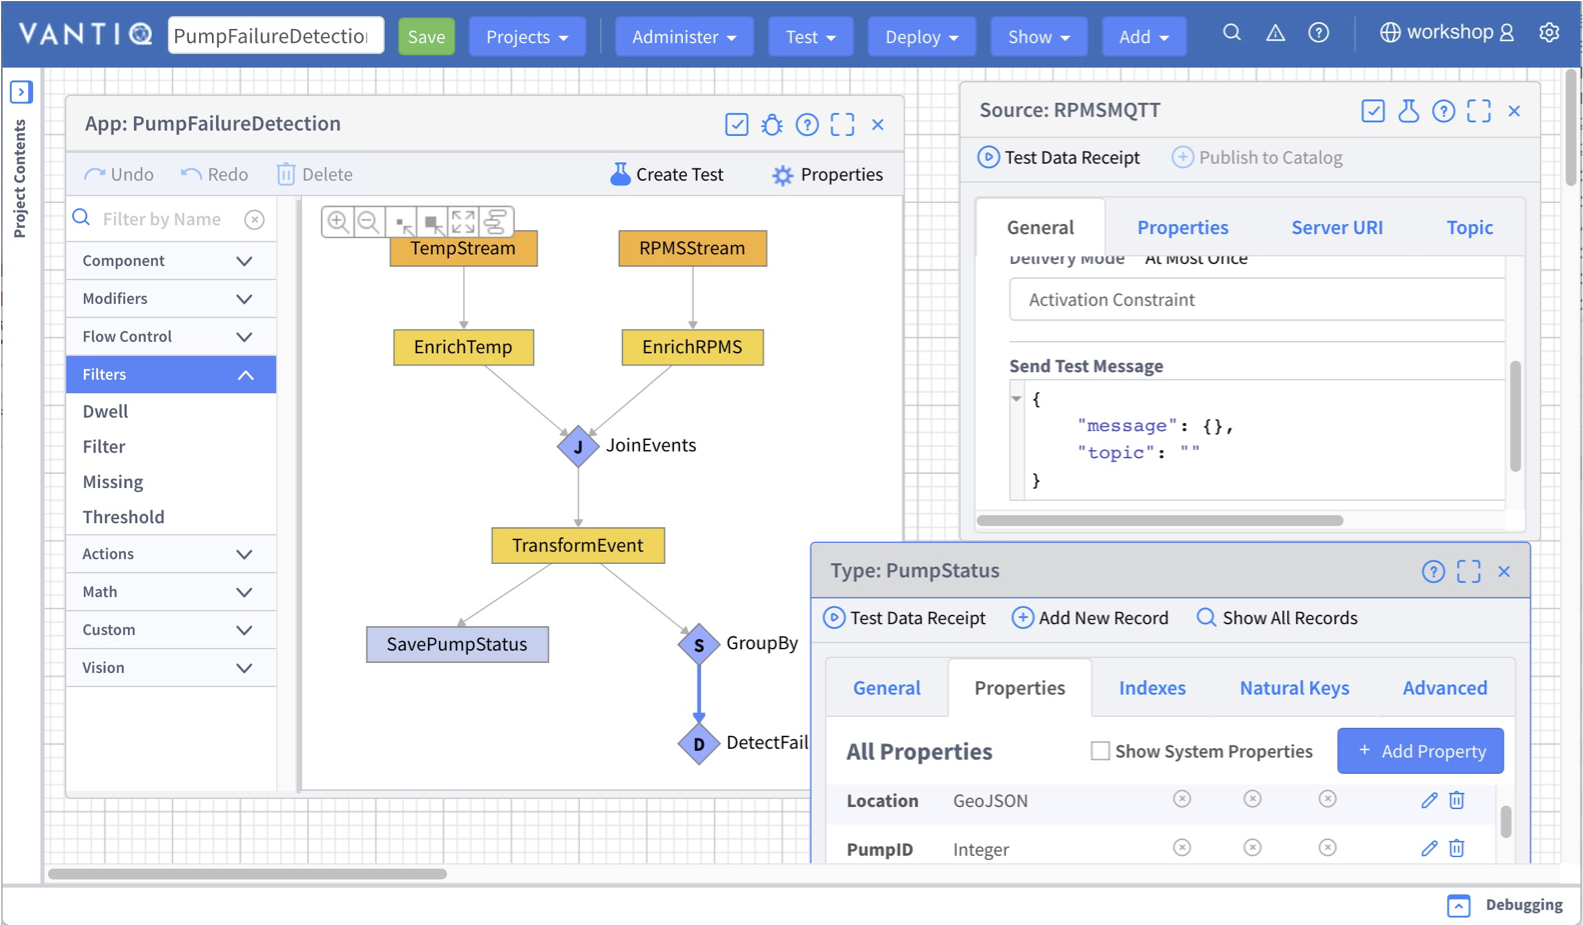 VANTIQ PumpFailureDetection Save Projects Administer Test Deploy Show Add workshop
Project Contents
App: PumpFailureDetection
Undo Redo Delete Create Test Properties
Filter by Name
Component
Modifiers
Flow Control
Filters
Dwell
Filter
Missing
Threshold
Actions
Math
Custom
Vision
TempStream RPMSStream
EnrichTemp EnrichRPMS
J JoinEvents
TransformEvent
SavePumpStatus S GroupBy
D DetectFail
Source: RPMSMQTT
Test Data Receipt Publish to Catalog
General Properties Server URI Topic
Delivery Mode At Most Once
Activation Constraint
Send Test Message
{
"message": {},
"topic": ""
}
Type: PumpStatus
Test Data Receipt Add New Record Show All Records
General Properties Indexes Natural Keys Advanced
All Properties Show System Properties + Add Property
Location GeoJSON
PumpID Integer
Debugging